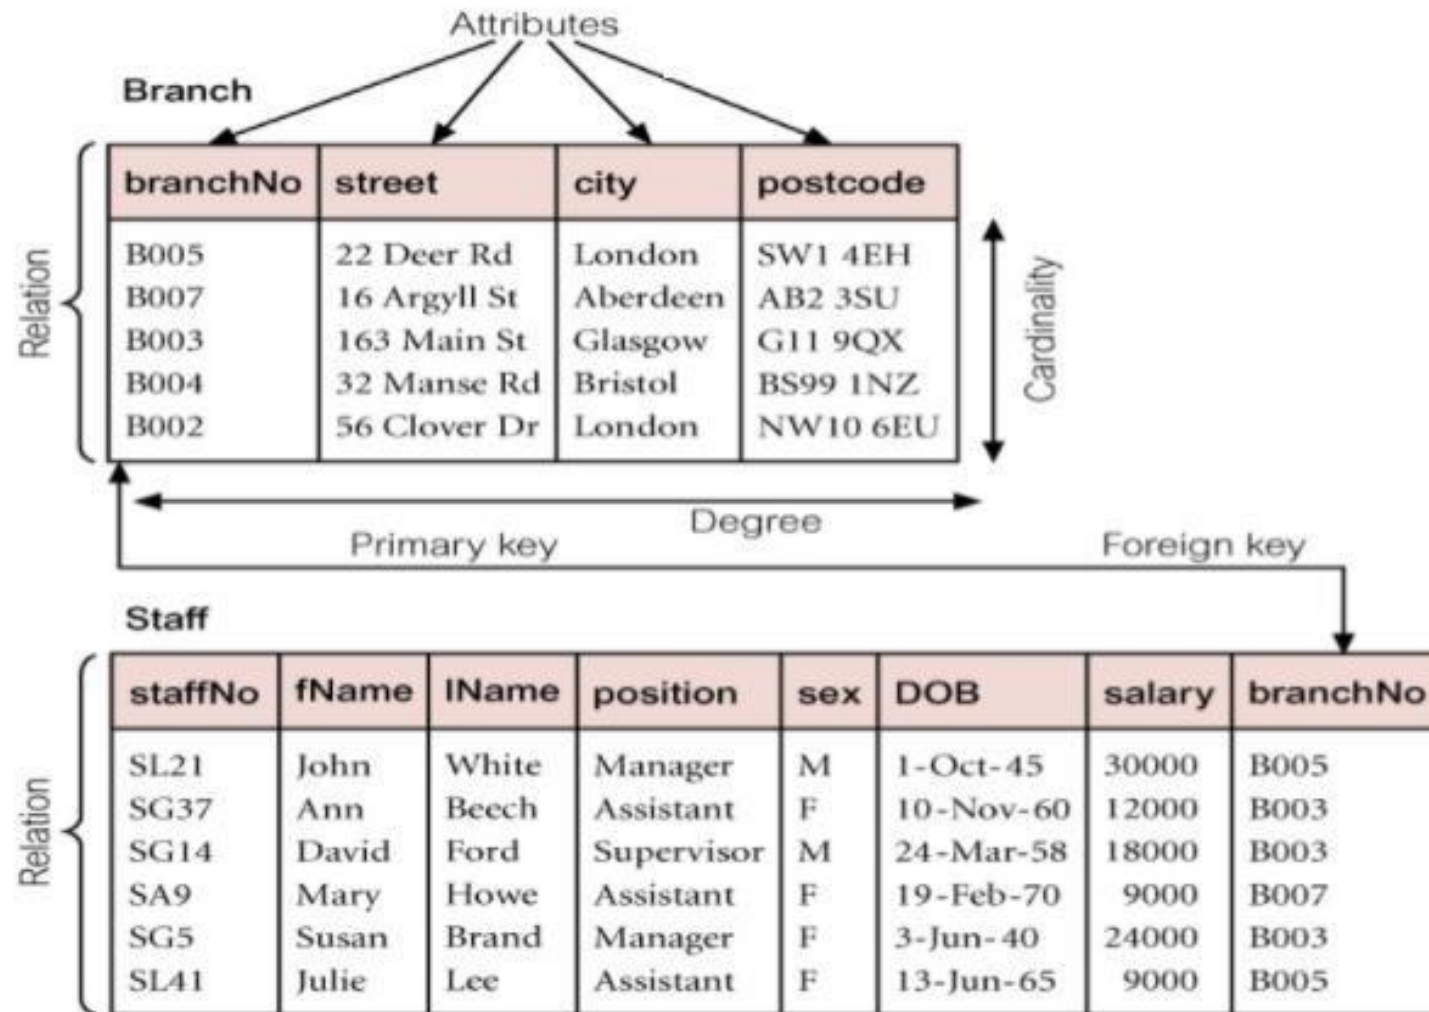 Attributes
Branch
branchNo street city postcode
B005 22 Deer Rd London SW1 4EH
B007 16 Argyll St Aberdeen AB2 3SU
B003 163 Main St Glasgow G11 9QX
B004 32 Manse Rd Bristol BS99 1NZ
B002 56 Clover Dr London NW10 6EU
Relation
Cardinality
Degree
Primary key
Foreign key
Staff
staffNo fName lName position sex DOB salary branchNo
SL21 John White Manager M 1-Oct-45 30000 B005
SG37 Ann Beech Assistant F 10-Nov-60 12000 B003
SG14 David Ford Supervisor M 24-Mar-58 18000 B003
SA9 Mary Howe Assistant F 19-Feb-70 9000 B007
SG5 Susan Brand Manager F 3-Jun-40 24000 B003
SL41 Julie Lee Assistant F 13-Jun-65 9000 B005
Relation